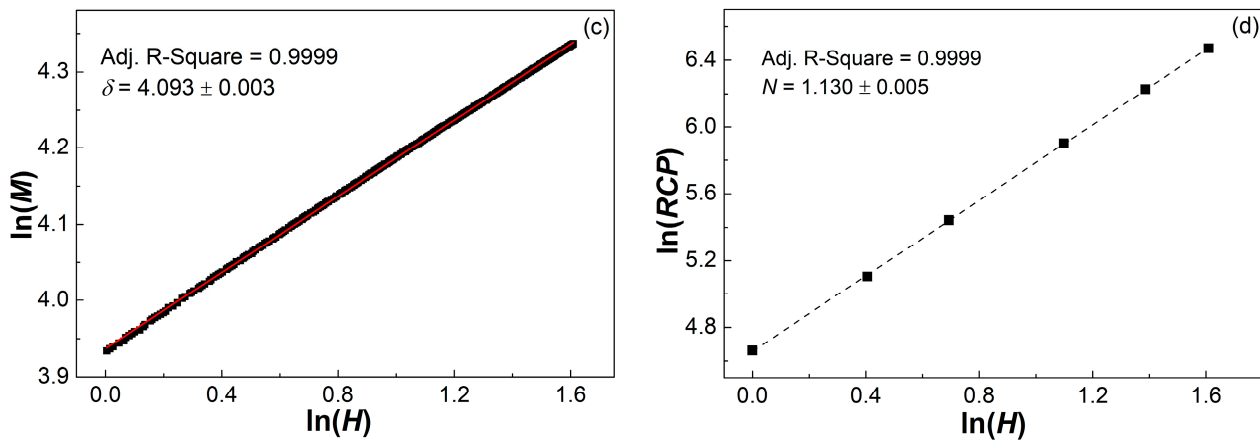 (c)
Adj. R-Square = 0.9999
δ = 4.093 ± 0.003
4.3
4.2
4.1
4.0
3.9
ln(M)
0.0 0.4 0.8 1.2 1.6
ln(H)
(d)
Adj. R-Square = 0.9999
N = 1.130 ± 0.005
6.4
6.0
5.6
5.2
4.8
ln(RCP)
0.0 0.4 0.8 1.2 1.6
ln(H)